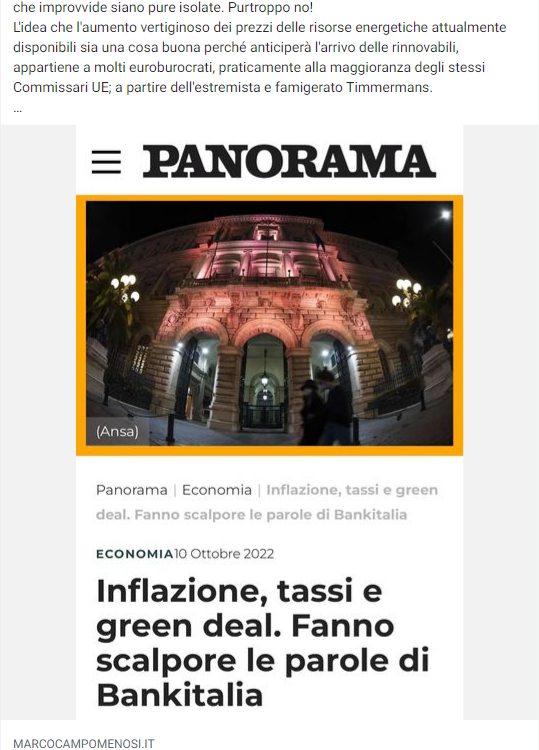 che improvvide siano pure isolate. Purtroppo no!
L'idea che l'aumento vertiginoso dei prezzi delle risorse energetiche attualmente
disponibili sia una cosa buona perché anticiperà l'arrivo delle rinnovabili,
appartiene a molti euroburocrati, praticamente alla maggioranza degli stessi
Commissari UE; a partire dell'estremista e famigerato Timmermans.
...
PANORAMA
(Ansa)
Panorama | Economia | Inflazione, tassi e green
deal. Fanno scalpore le parole di Bankitalia
ECONOMIA10 Ottobre 2022
Inflazione, tassi e
green deal. Fanno
scalpore le parole di
Bankitalia
MARCOCAMPOMENOSI.IT